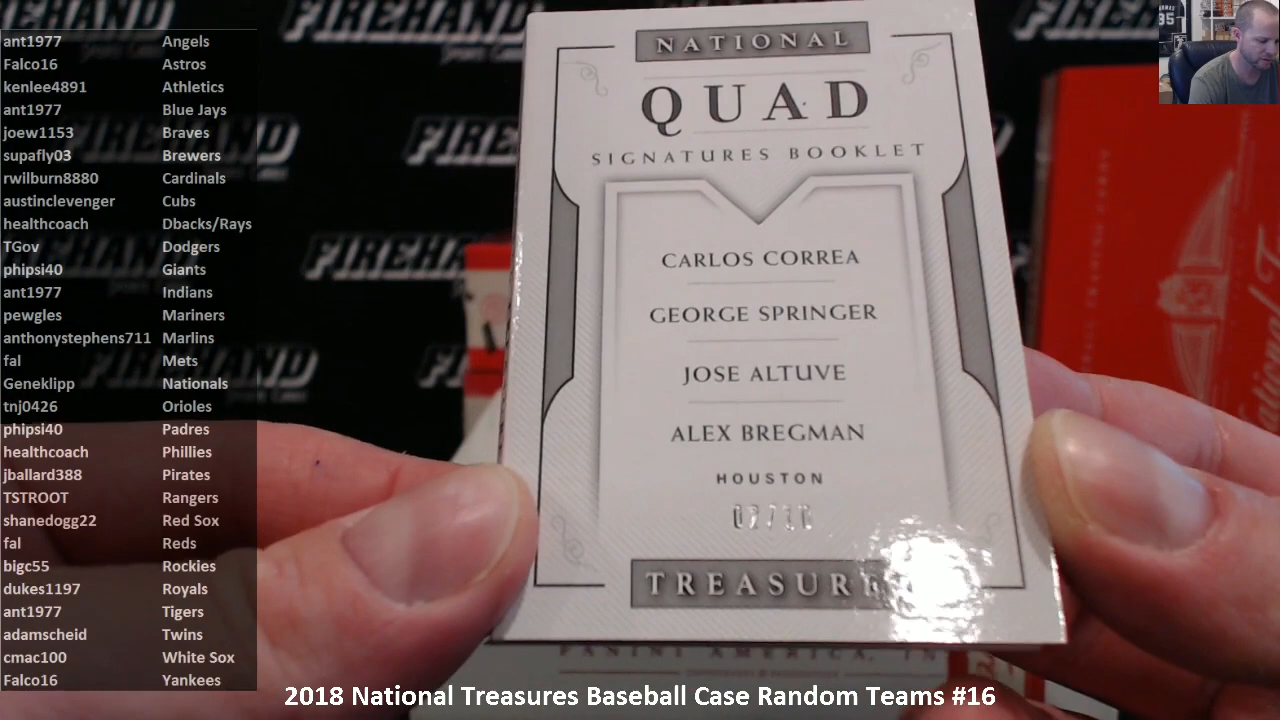 ant1977 Angels
Falco16 Astros
kenlee4891 Athletics
ant1977 Blue Jays
joew1153 Braves
supafly03 Brewers
rwilburn8880 Cardinals
austinclevenger Cubs
healthcoach Dbacks/Rays
TGov Dodgers
phipsi40 Giants
ant1977 Indians
pewgles Mariners
anthonystephens711 Marlins
fal Mets
Geneklipp Nationals
tnj0426 Orioles
phipsi40 Padres
healthcoach Phillies
jballard388 Pirates
TSTROOT Rangers
shanedogg22 Red Sox
fal Reds
bigc55 Rockies
dukes1197 Royals
ant1977 Tigers
adamscheid Twins
cmac100 White Sox
Falco16 Yankees
FIREHAND
NATIONAL
QUAD
SIGNATURES BOOKLET
CARLOS CORREA
GEORGE SPRINGER
JOSE ALTUVE
ALEX BREGMAN
HOUSTON
PANINI AMERICA,
2018 National Treasures Baseball Case Random Teams #16